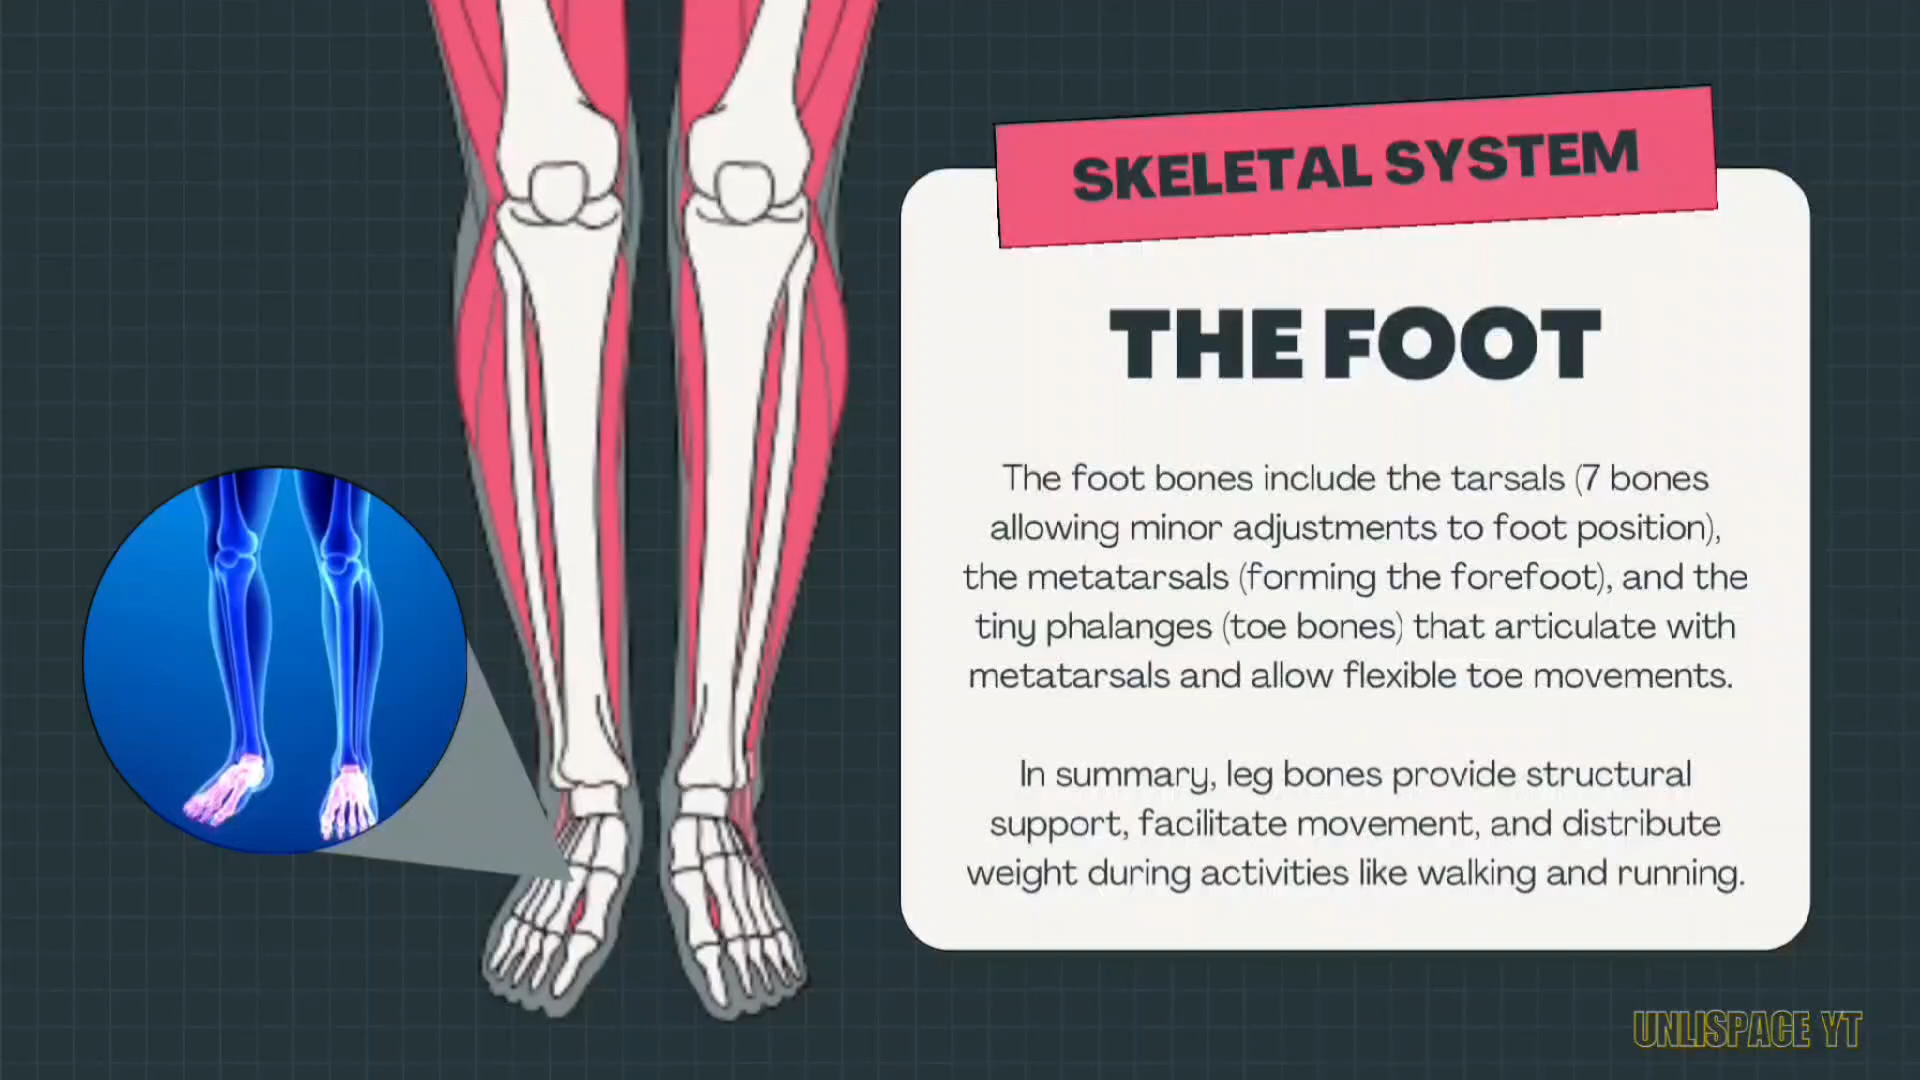 SKELETAL SYSTEM
THE FOOT
The foot bones include the tarsals (7 bones
allowing minor adjustments to foot position),
the metatarsals (forming the forefoot), and the
tiny phalanges (toe bones) that articulate with
metatarsals and allow flexible toe movements.
In summary, leg bones provide structural
support, facilitate movement, and distribute
weight during activities like walking and running.
UNLISPACE YT